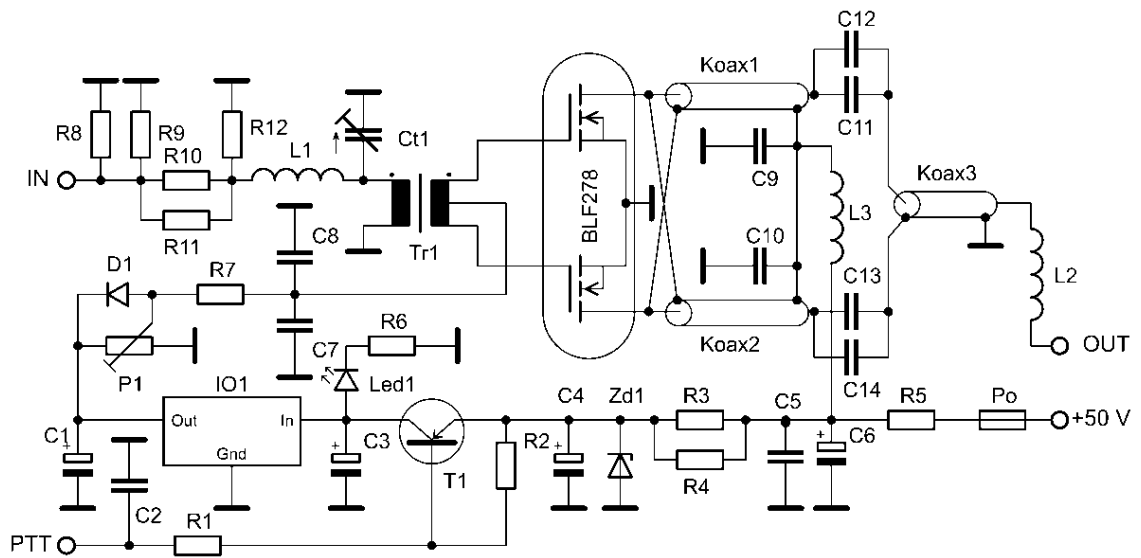 C12
Koax1
C11
R8
R9
R10
R12
L1
Ct1
IN
R11
C8
Tr1
BLF278
C9
L3
Koax3
C10
D1
R7
C13
L2
P1
C7
R6
Koax2
C14
OUT
IO1
Led1
Out
In
C1
+
C3
+
T1
R2
C4
+
Zd1
R3
C5
C6
+
R5
Po
+50 V
Gnd
R4
C2
R1
PTT